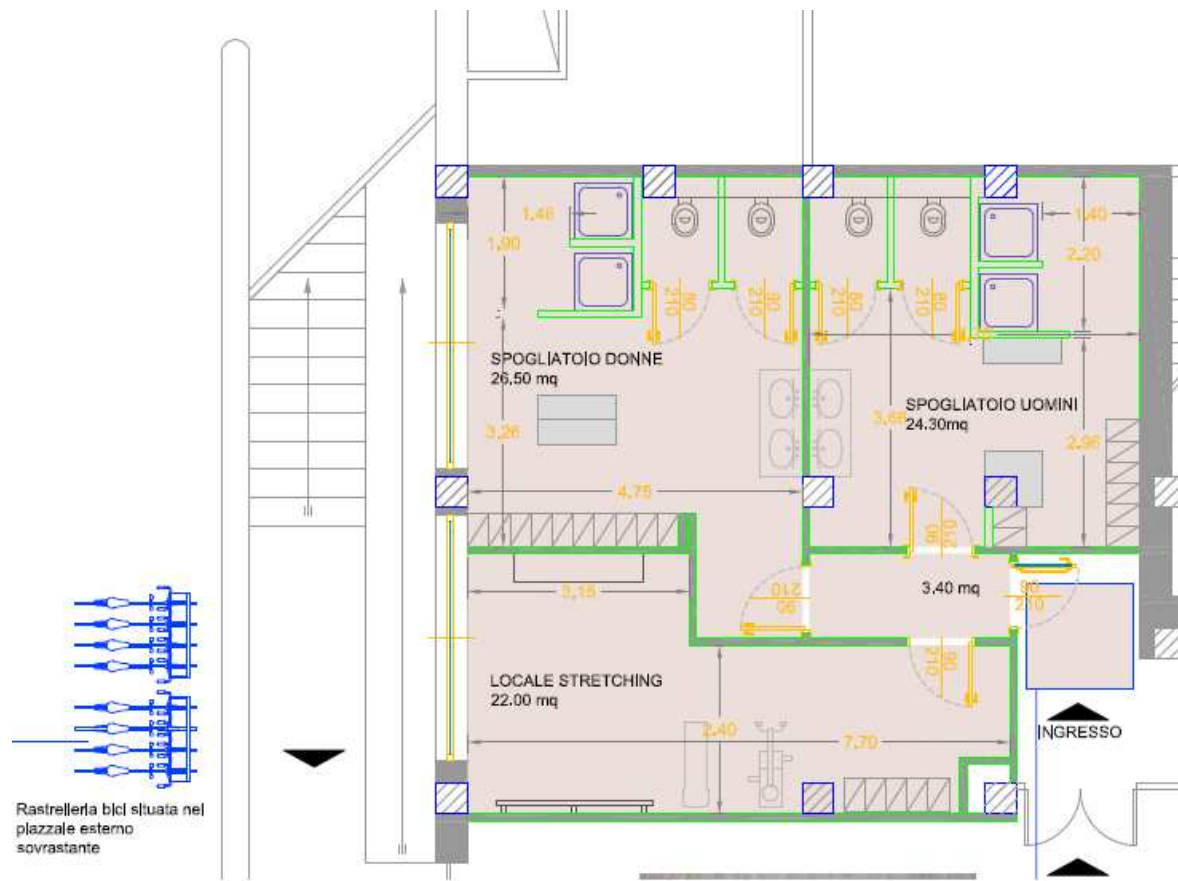 1.46
1.40
1.90
2.20
80
210
80
210
80
210
80
210
SPOGLIATOIO DONNE
26.50 mq
SPOGLIATOIO UOMINI
24.30mq
3.26
3.66
2.96
4.75
90
210
3.15
210
90
3.40 mq
90
210
90
210
LOCALE STRETCHING
22.00 mq
2.40
7.70
INGRESSO
Rastrelleria bici situata nel
piazzale esterno
sovrastante